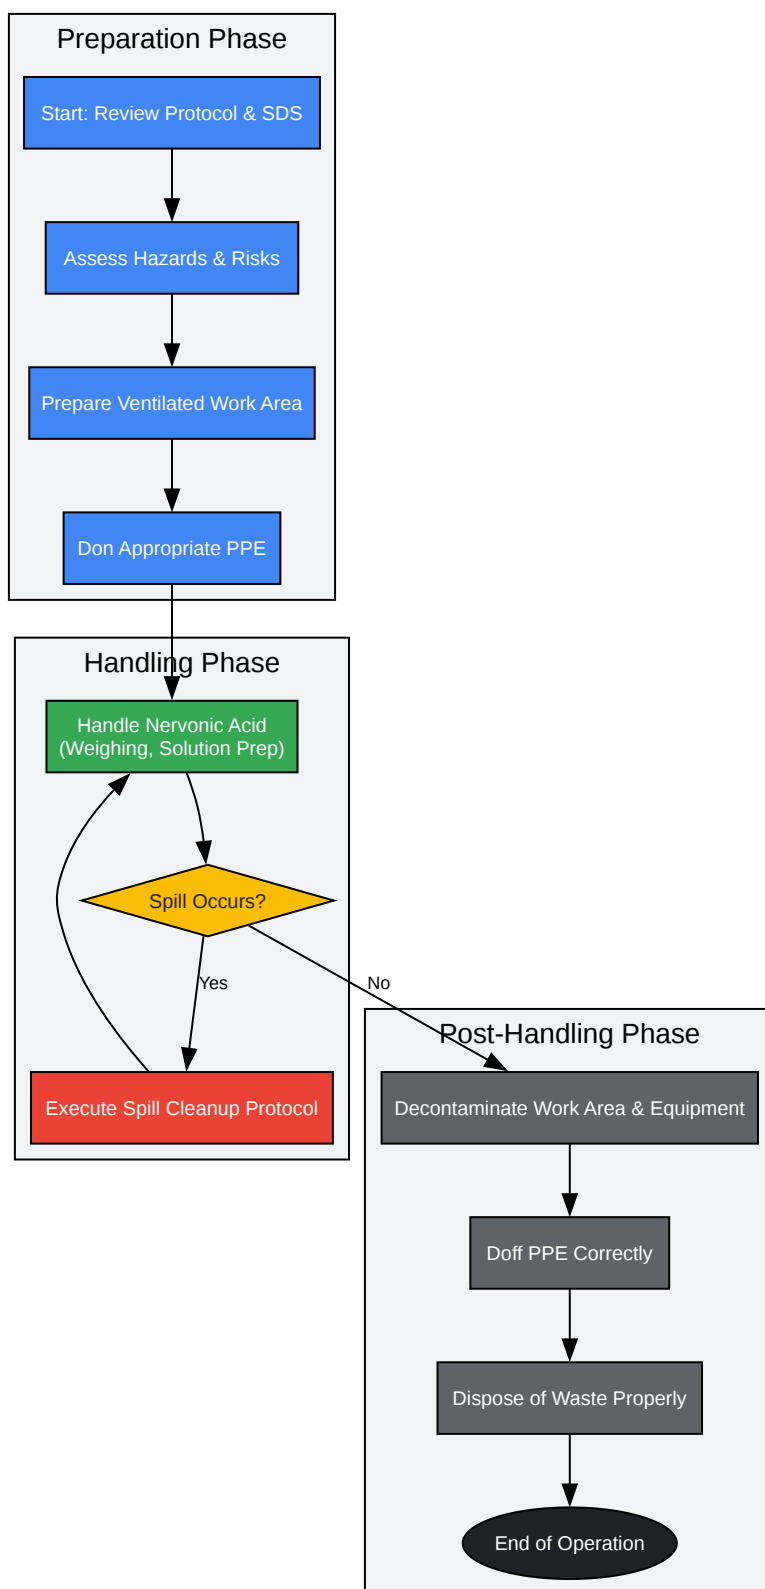 Preparation Phase
Start: Review Protocol & SDS
Assess Hazards & Risks
Prepare Ventilated Work Area
Don Appropriate PPE
Handling Phase
Handle Nervonic Acid
(Weighing, Solution Prep)
Spill Occurs?
Yes
No
Execute Spill Cleanup Protocol
Post-Handling Phase
Decontaminate Work Area & Equipment
Doff PPE Correctly
Dispose of Waste Properly
End of Operation